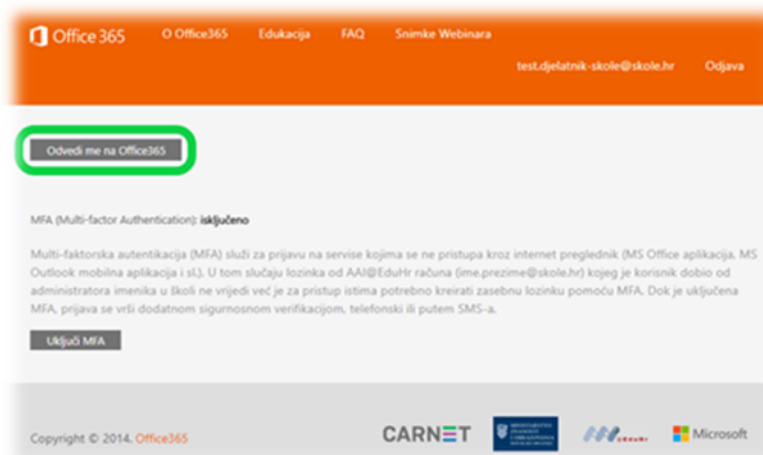 Office 365 O Office365 Edukacija FAQ Snimke Webinara
test.djelatnik-skole@skole.hr Odjava
Odvedi me na Office365
MFA (Multi-factor Authentication): isključeno
Multi-faktorska autentikacija (MFA) služi za prijavu na servise kojima se ne pristupa kroz internet preglednik (MS Office aplikacija, MS
Outlook mobilna aplikacija i sl.). U tom slučaju lozinka od AAI@EduHr računa (ime.prezime@skole.hr) kojeg je korisnik dobio od
administratora imenika u školi ne vrijedi već je za pristup istima potrebno kreirati zasebnu lozinku pomoću MFA. Dok je uključena
MFA, prijava se vrši dodatnom sigurnosnom verifikacijom, telefonski ili putem SMS-a.
Uključi MFA
Copyright © 2014. Office365 CARNET Microsoft